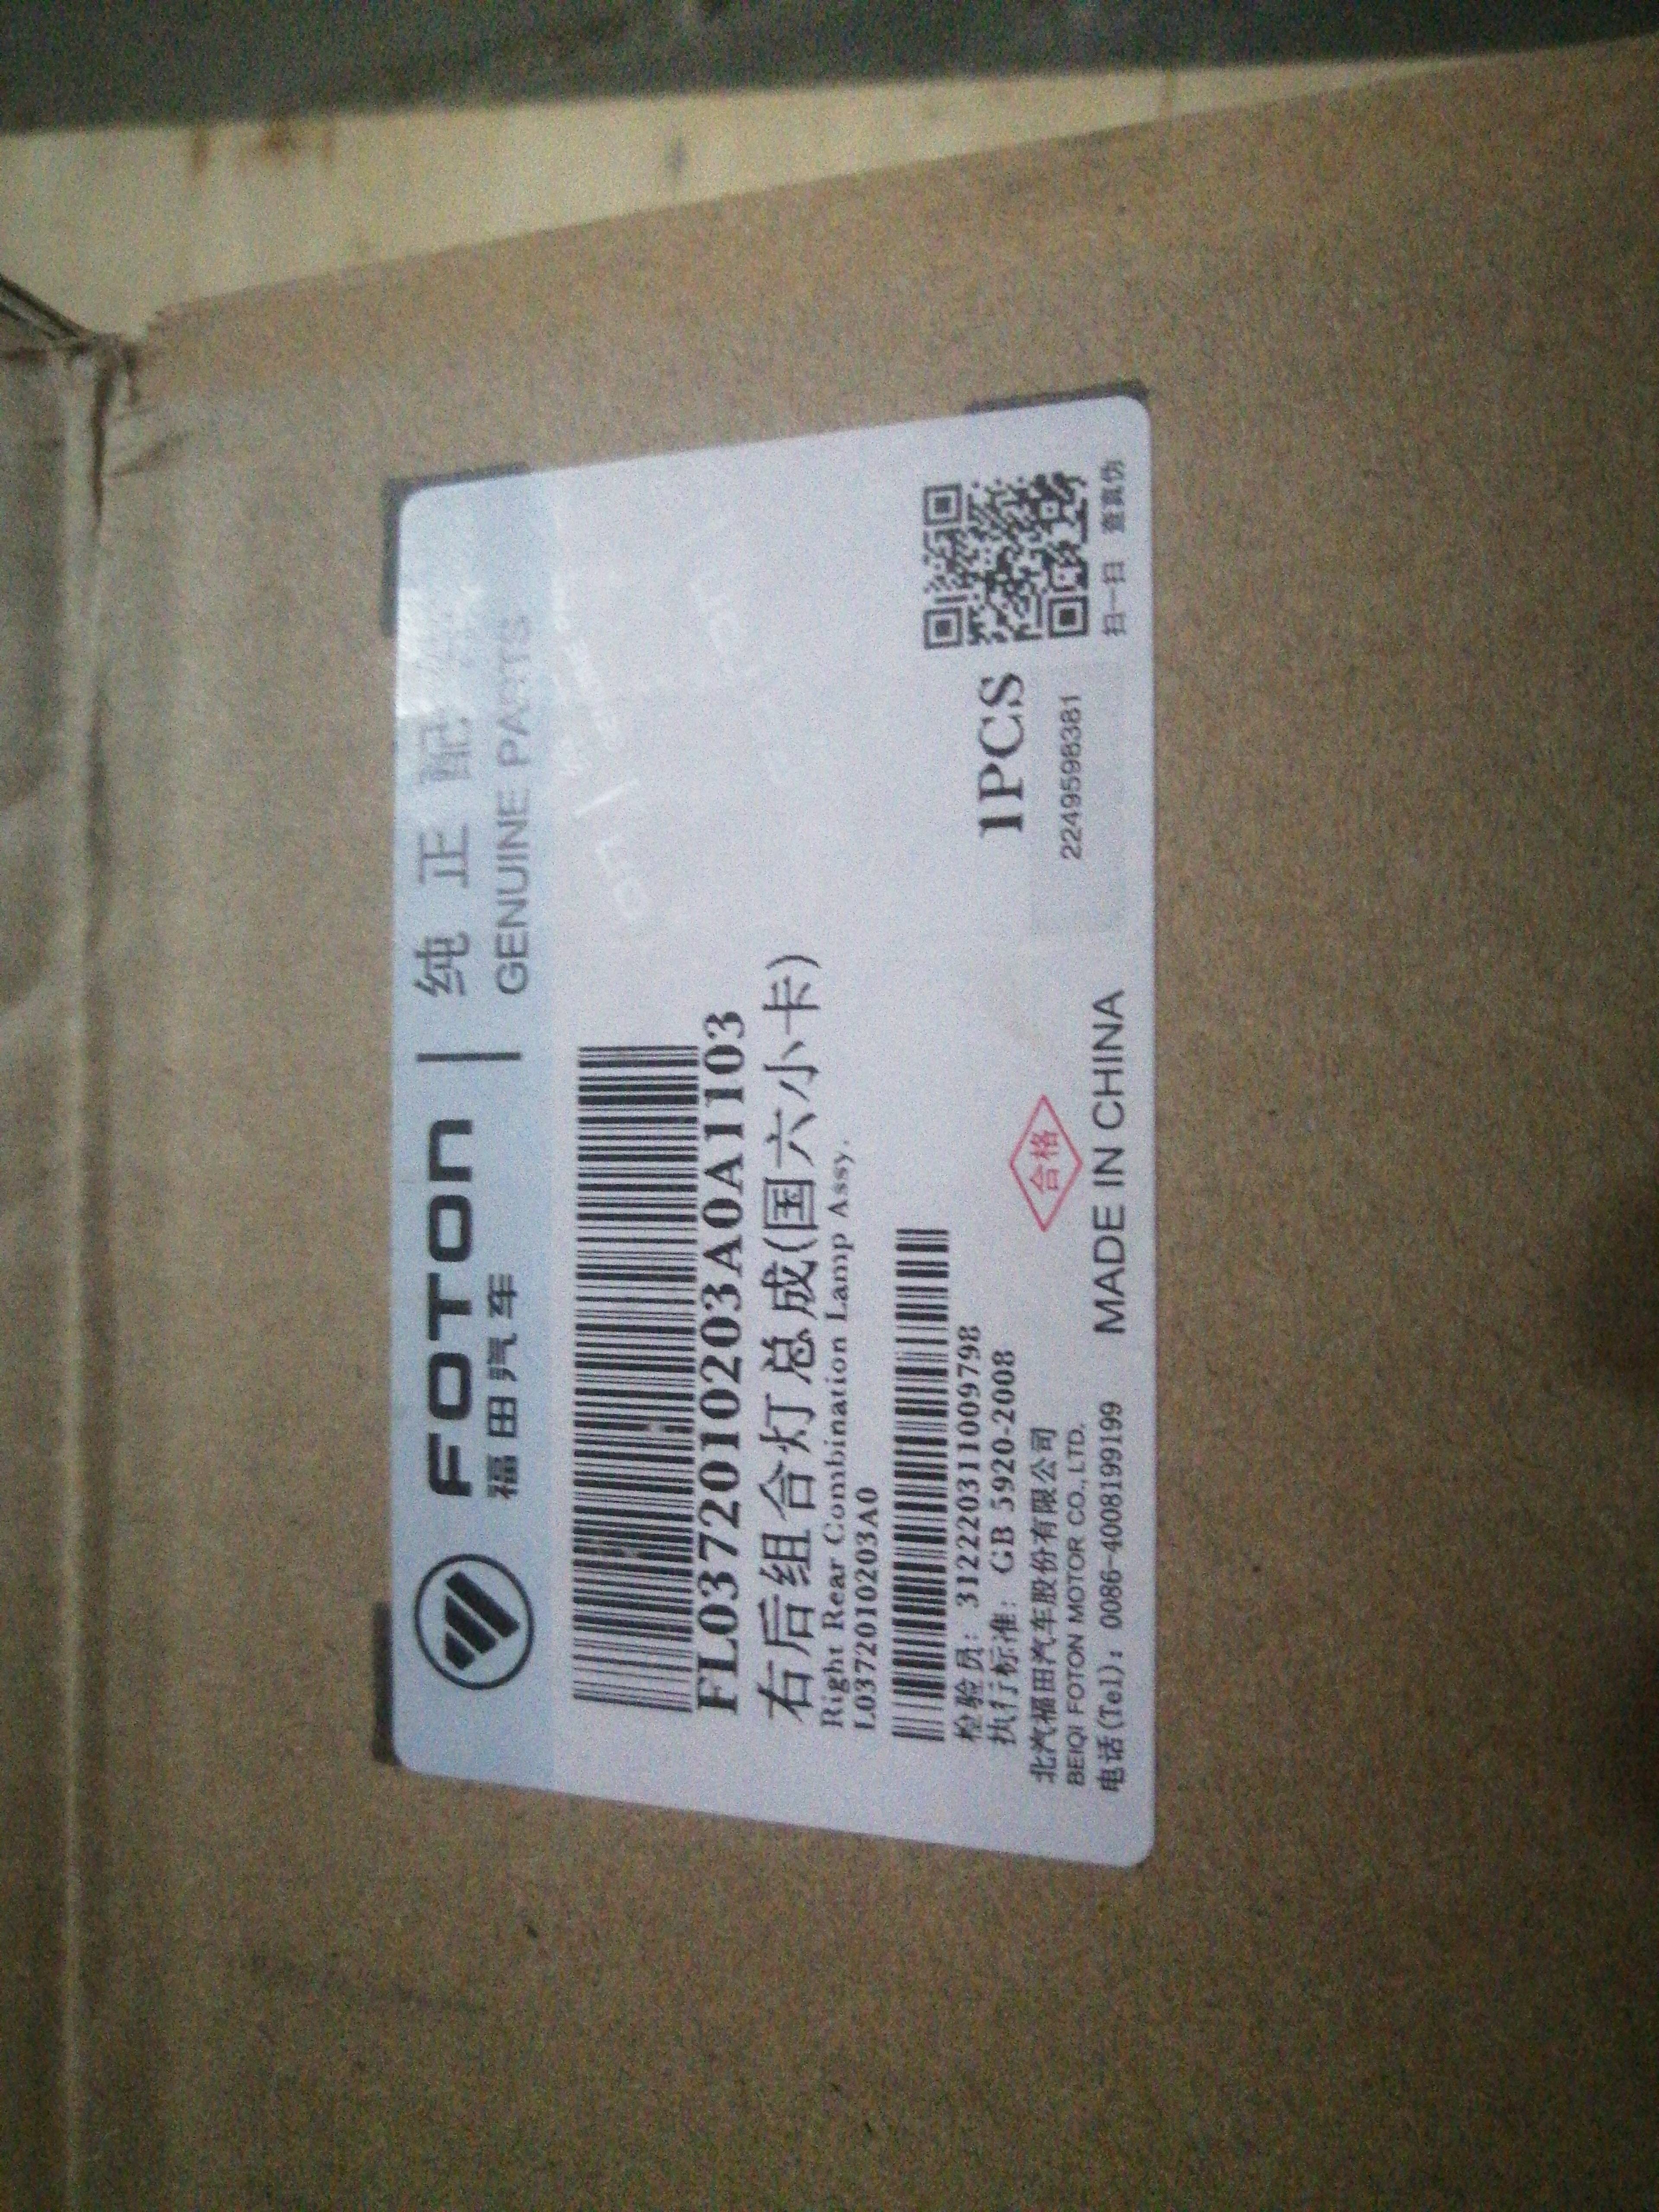 FOTON
福田汽车
纯正配
GENUINE PARTS
FL0372010203A0A1103
右后组合灯总成(国六小卡)
Right Rear Combination Lamp Assy.
L0372010203A0
检验员: 312220311009798
执行标准: GB 5920-2008
北汽福田汽车股份有限公司
BEIQI FOTON MOTOR CO.,LTD.
电话(Tel): 0086-4008199199
合格
MADE IN CHINA
1PCS
2249598381
扫一扫 查真伪